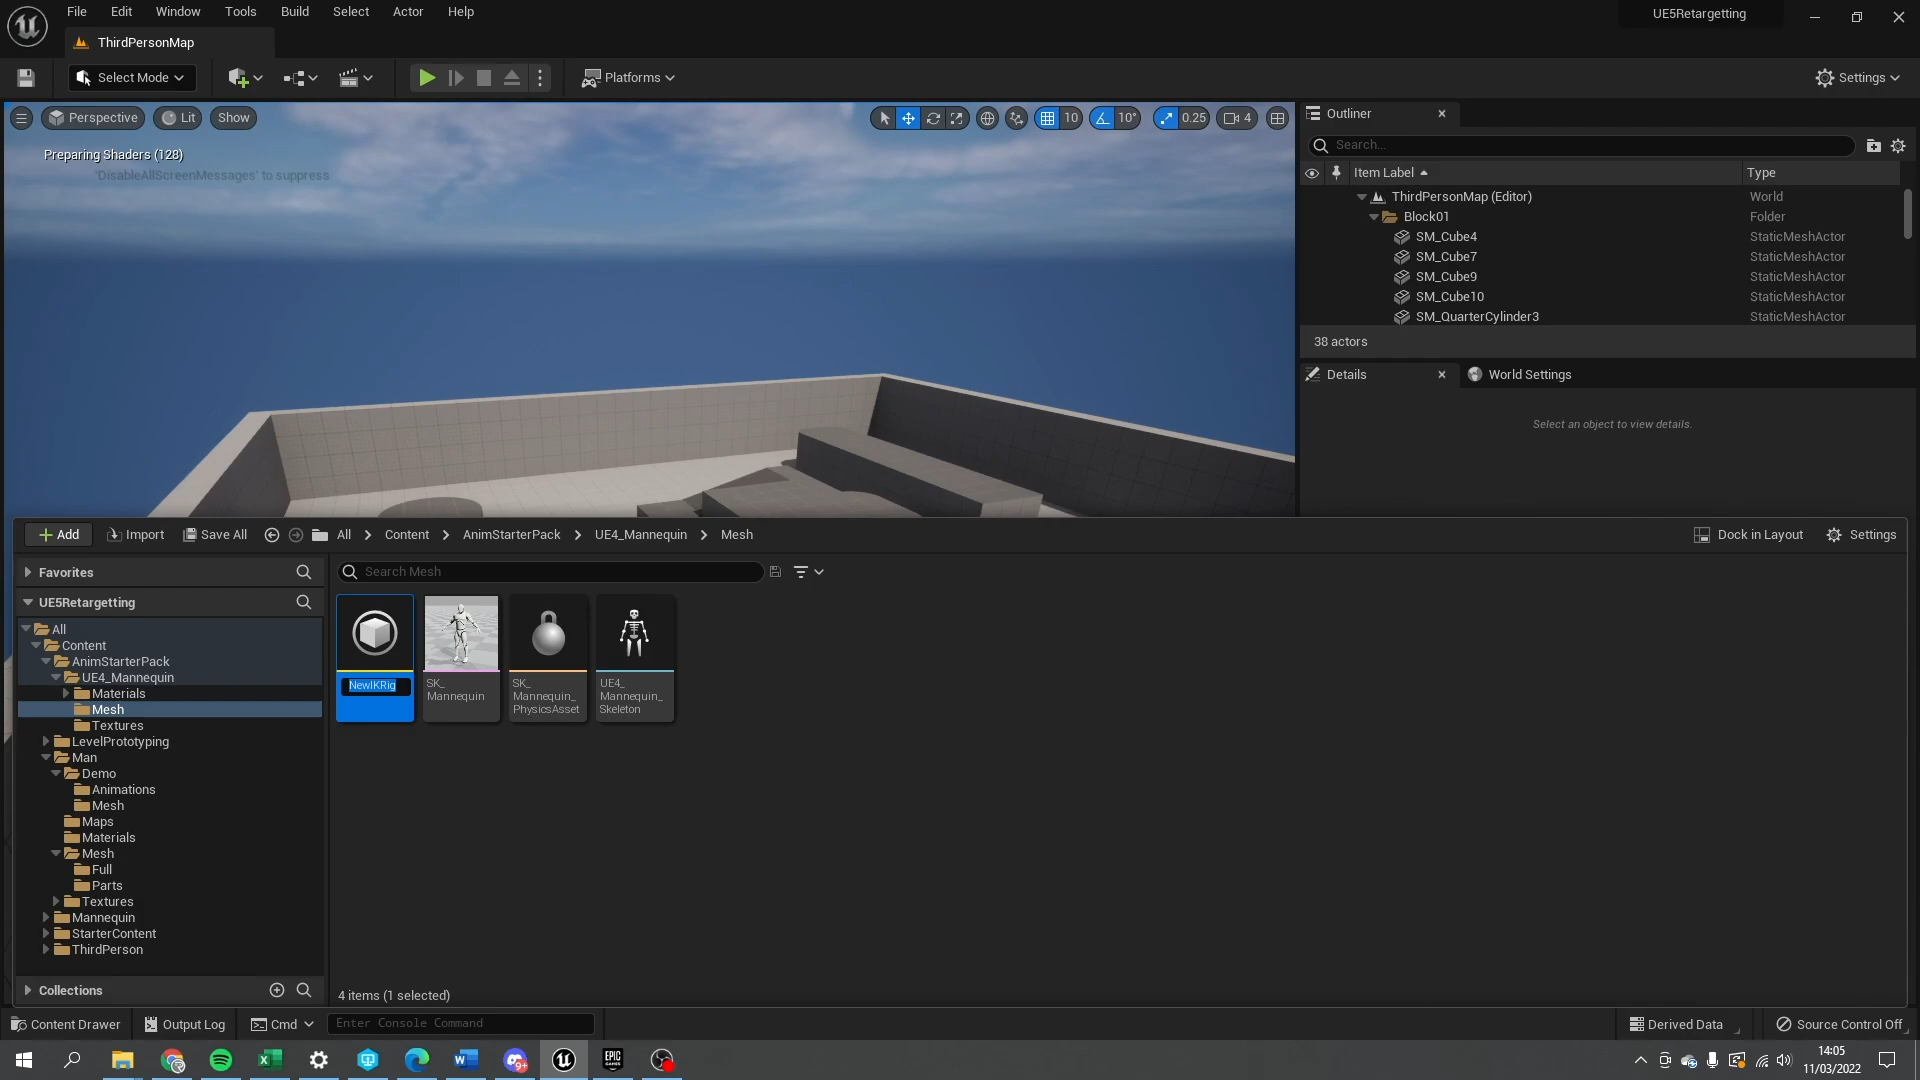 File Edit Window Tools Build Select Actor Help
UE5Retargetting
ThirdPersonMap
Select Mode
Platforms
Settings
Perspective Lit Show
10 10° 0.25 4
Preparing Shaders (128)
'DisableAllScreenMessages' to suppress
Outliner
Search...
Item Label Type
ThirdPersonMap (Editor) World
Block01 Folder
SM_Cube4 StaticMeshActor
SM_Cube7 StaticMeshActor
SM_Cube9 StaticMeshActor
SM_Cube10 StaticMeshActor
SM_QuarterCylinder3 StaticMeshActor
38 actors
Details World Settings
Select an object to view details.
Add Import Save All All > Content > AnimStarterPack > UE4_Mannequin > Mesh Dock in Layout Settings
Favorites
Search Mesh
UE5Retargetting
All
Content
AnimStarterPack
UE4_Mannequin
Materials
Mesh
Textures
LevelPrototyping
Man
Demo
Animations
Mesh
Maps
Materials
Mesh
Full
Parts
Textures
Mannequin
StarterContent
ThirdPerson
Collections
NewIKRig
SK_
Mannequin
SK_
Mannequin_
PhysicsAsset
UE4_
Mannequin_
Skeleton
4 items (1 selected)
Content Drawer Output Log Cmd Enter Console Command Derived Data Source Control Off
EPIC
GAMES
9+
14:05
11/03/2022